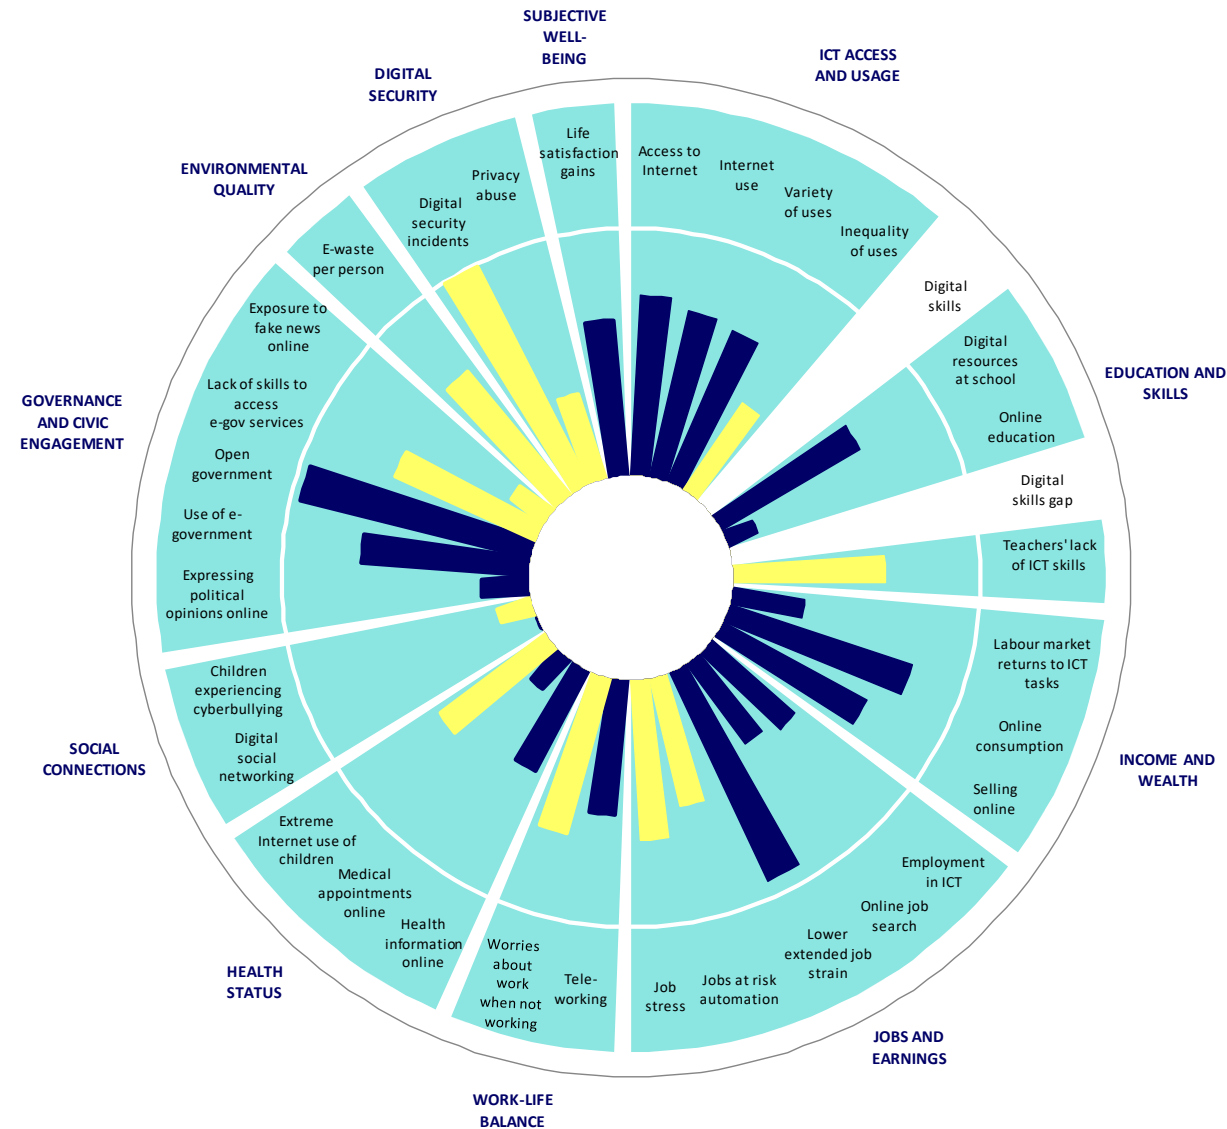 SUBJECTIVE
WELL-
BEING
ICT ACCESS
AND USAGE
Access to
Internet
Internet
use
Variety
of uses
Inequality
of uses
EDUCATION AND
SKILLS
Digital
skills
Digital
resources
at school
Online
education
Digital
skills gap
Teachers' lack
of ICT skills
INCOME AND
WEALTH
Labour market
returns to ICT
tasks
Online
consumption
Selling
online
JOBS AND
EARNINGS
Employment
in ICT
Online job
search
Lower
extended job
strain
Jobs at risk
automation
Job
stress
WORK-LIFE
BALANCE
Tele-
working
Worries
about
work
when not
working
HEALTH
STATUS
Health
information
online
Medical
appointments
online
Extreme
Internet use of
children
SOCIAL
CONNECTIONS
Digital
social
networking
Children
experiencing
cyberbullying
GOVERNANCE
AND CIVIC
ENGAGEMENT
Expressing
political
opinions online
Use of e-
government
Open
government
Lack of skills to
access
e-gov services
Exposure to
fake news
online
ENVIRONMENTAL
QUALITY
E-waste
per person
DIGITAL
SECURITY
Digital
security
incidents
Privacy
abuse
Life
satisfaction
gains